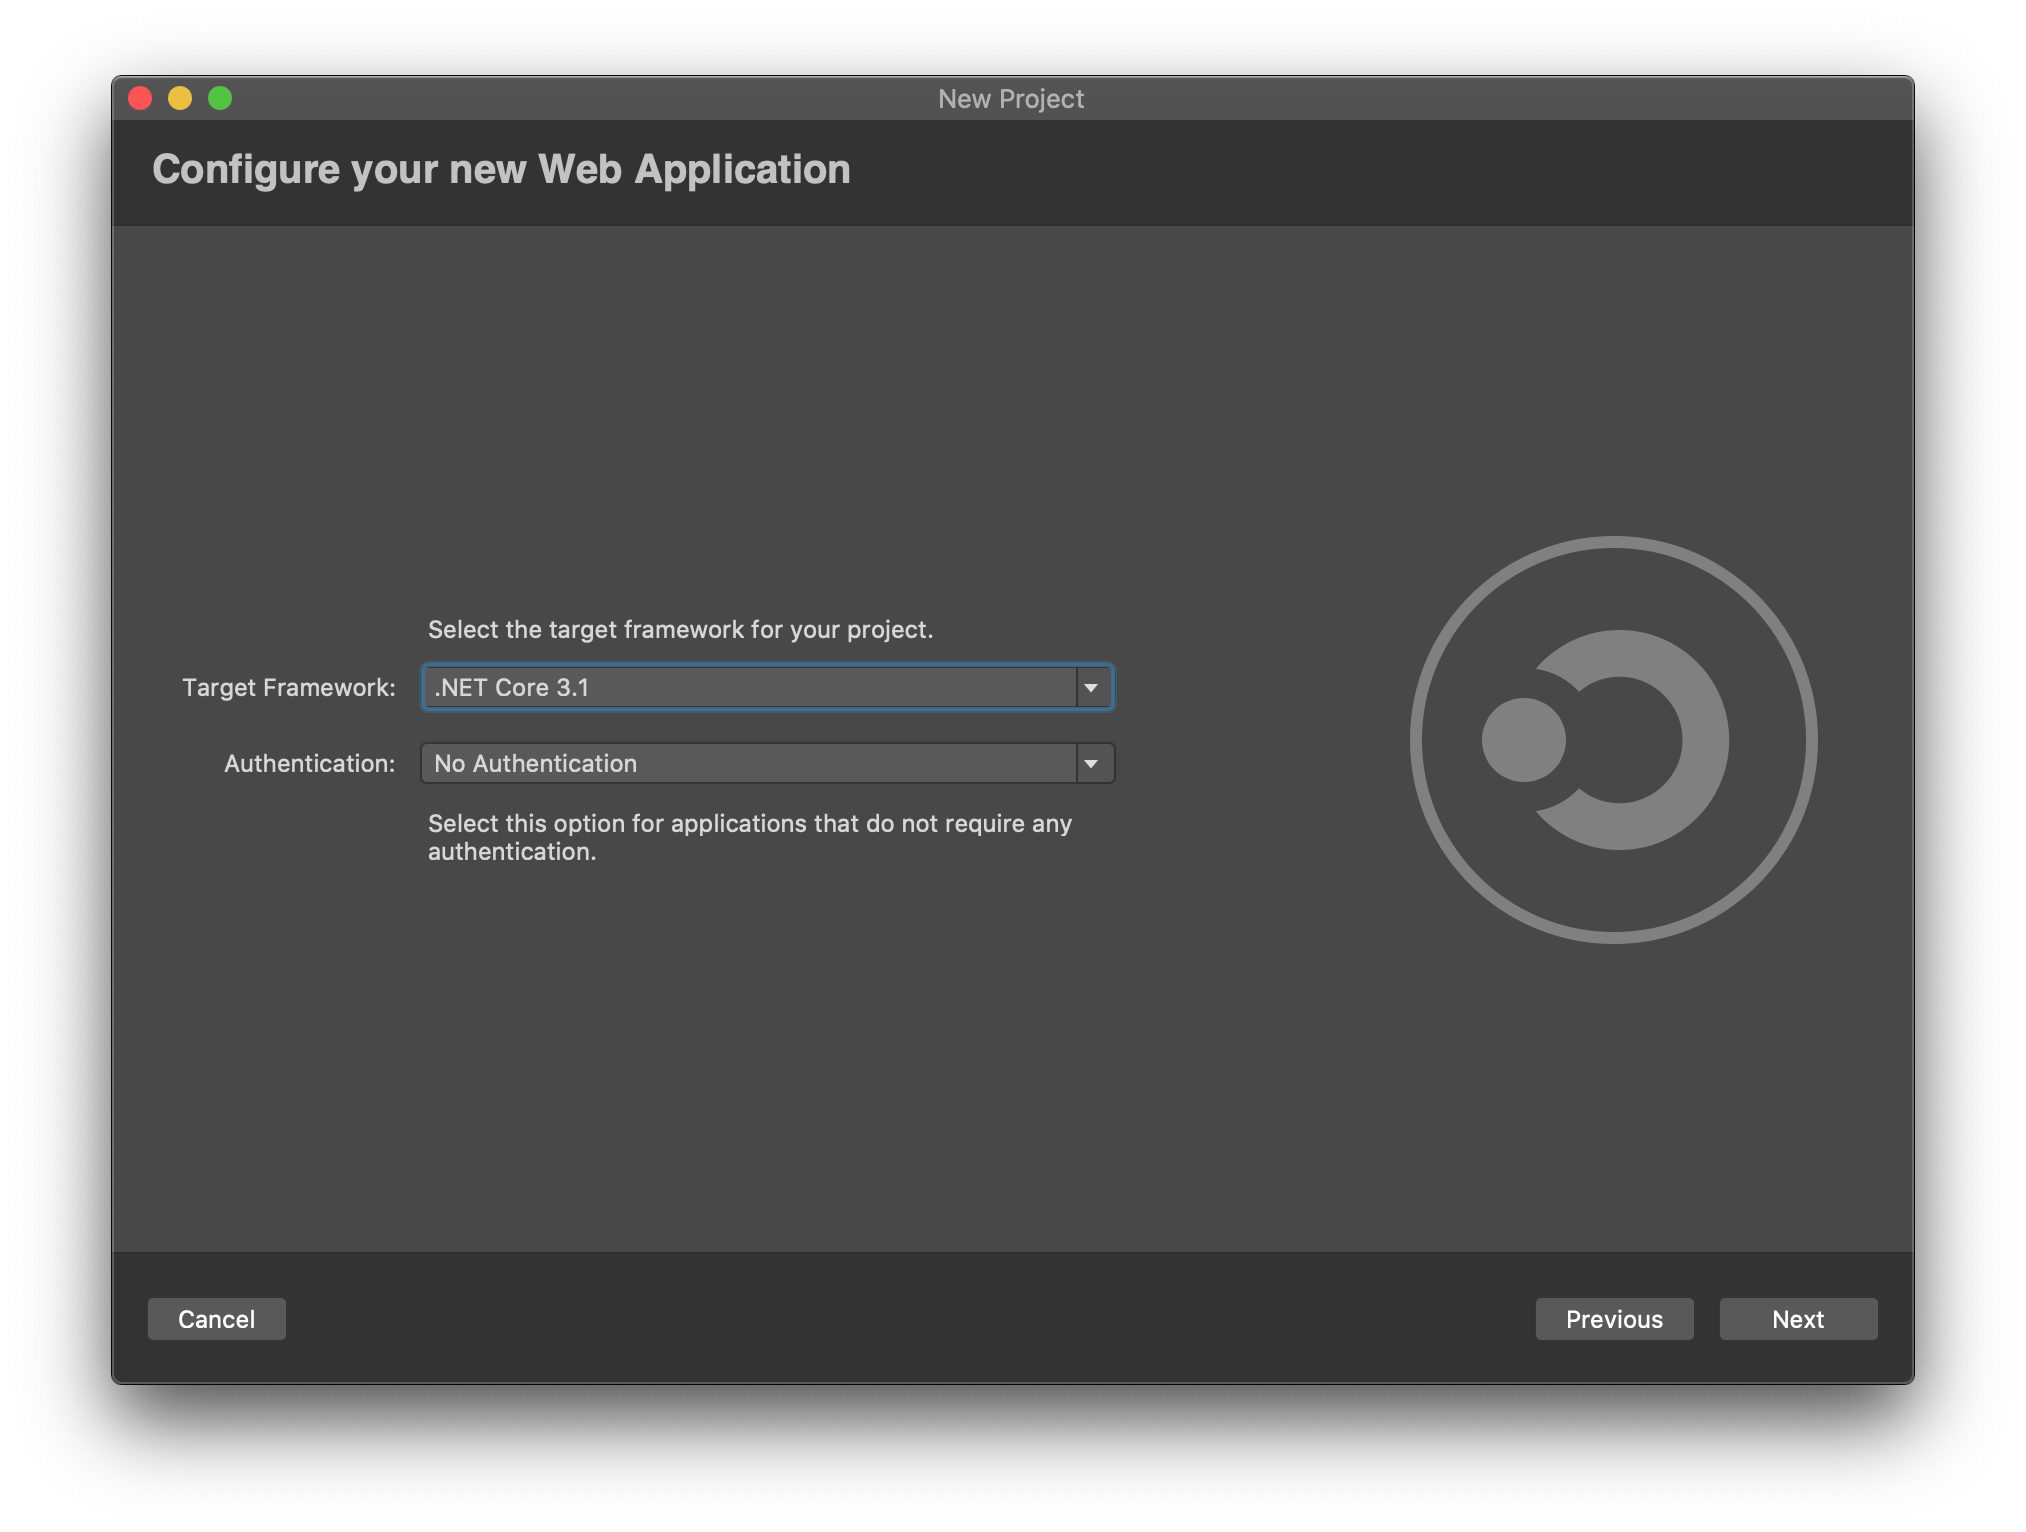 New Project
Configure your new Web Application
Select the target framework for your project.
Target Framework: .NET Core 3.1
Authentication: No Authentication
Select this option for applications that do not require any
authentication.
Cancel Previous Next